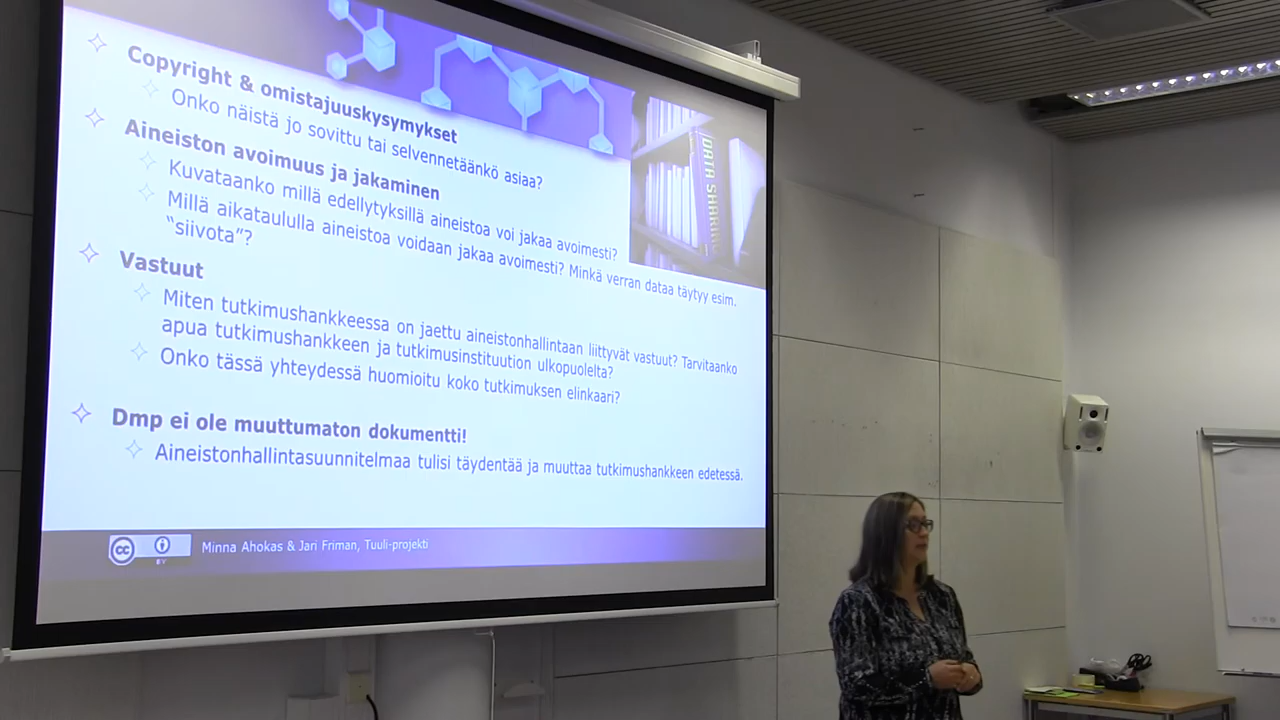 Copyright & omistajuuskysymykset
Onko näistä jo sovittu tai selvennetäänkö asiaa?
Aineiston avoimuus ja jakaminen
Kuvataanko millä edellytyksillä aineistoa voi jakaa avoimesti?
Millä aikataululla aineistoa voidaan jakaa avoimesti? Minkä verran dataa täytyy esim.
“siivota”?
Vastuut
Miten tutkimushankkeessa on jaettu aineistonhallintaan liittyvät vastuut? Tarvitaanko
apua tutkimushankkeen ja tutkimusinstituution ulkopuolelta?
Onko tässä yhteydessä huomioitu koko tutkimuksen elinkaari?
Dmp ei ole muuttumaton dokumentti!
Aineistonhallintasuunnitelmaa tulisi täydentää ja muuttaa tutkimushankkeen edetessä.
DATA SHARING
cc
BY
Minna Ahokas & Jari Friman, Tuuli-projekti